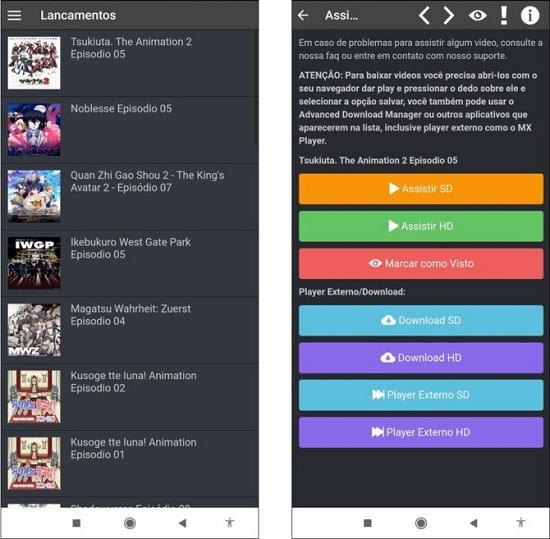 Lancamentos
Tsukiuta. The Animation 2
Episodio 05
Noblesse Episodio 05
Quan Zhi Gao Shou 2 - The King's
Avatar 2 - Episódio 07
IWGP
Ikebukuro West Gate Park
Episodio 05
MWZ
Magatsu Wahrheit: Zuerst
Episodio 04
Kusoge tte Iuna! Animation
Episodio 02
Kusoge tte Iuna! Animation
Episodio 01
Assi...
Em caso de problemas para assistir algum video, consulte a
nossa faq ou entre em contato com nosso suporte.
ATENÇÃO: Para baixar videos você precisa abri-los com o
seu navegador dar play e pressionar o dedo sobre ele e
selecionar a opção salvar, você também pode usar o
Advanced Download Manager ou outros aplicativos que
aparecerem na lista, inclusive player externo como o MX
Player.
Tsukiuta. The Animation 2 Episodio 05
Assistir SD
Assistir HD
Marcar como Visto
Player Externo/Download:
Download SD
Download HD
Player Externo SD
Player Externo HD